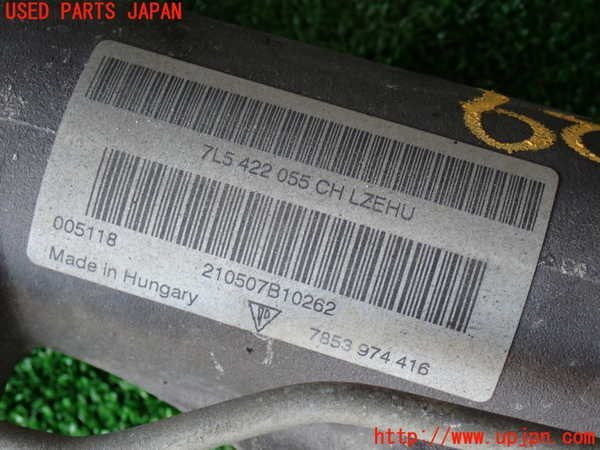 USED PARTS JAPAN
7L5 422 055 CH LZEHU
005118
210507B10262
Made in Hungary
7853 974 416
http://www.upjpn.com